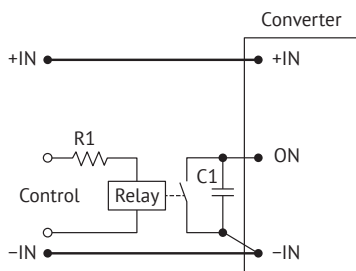 Converter
+IN
+IN
R1
ON
C1
Control
Relay
−IN
−IN